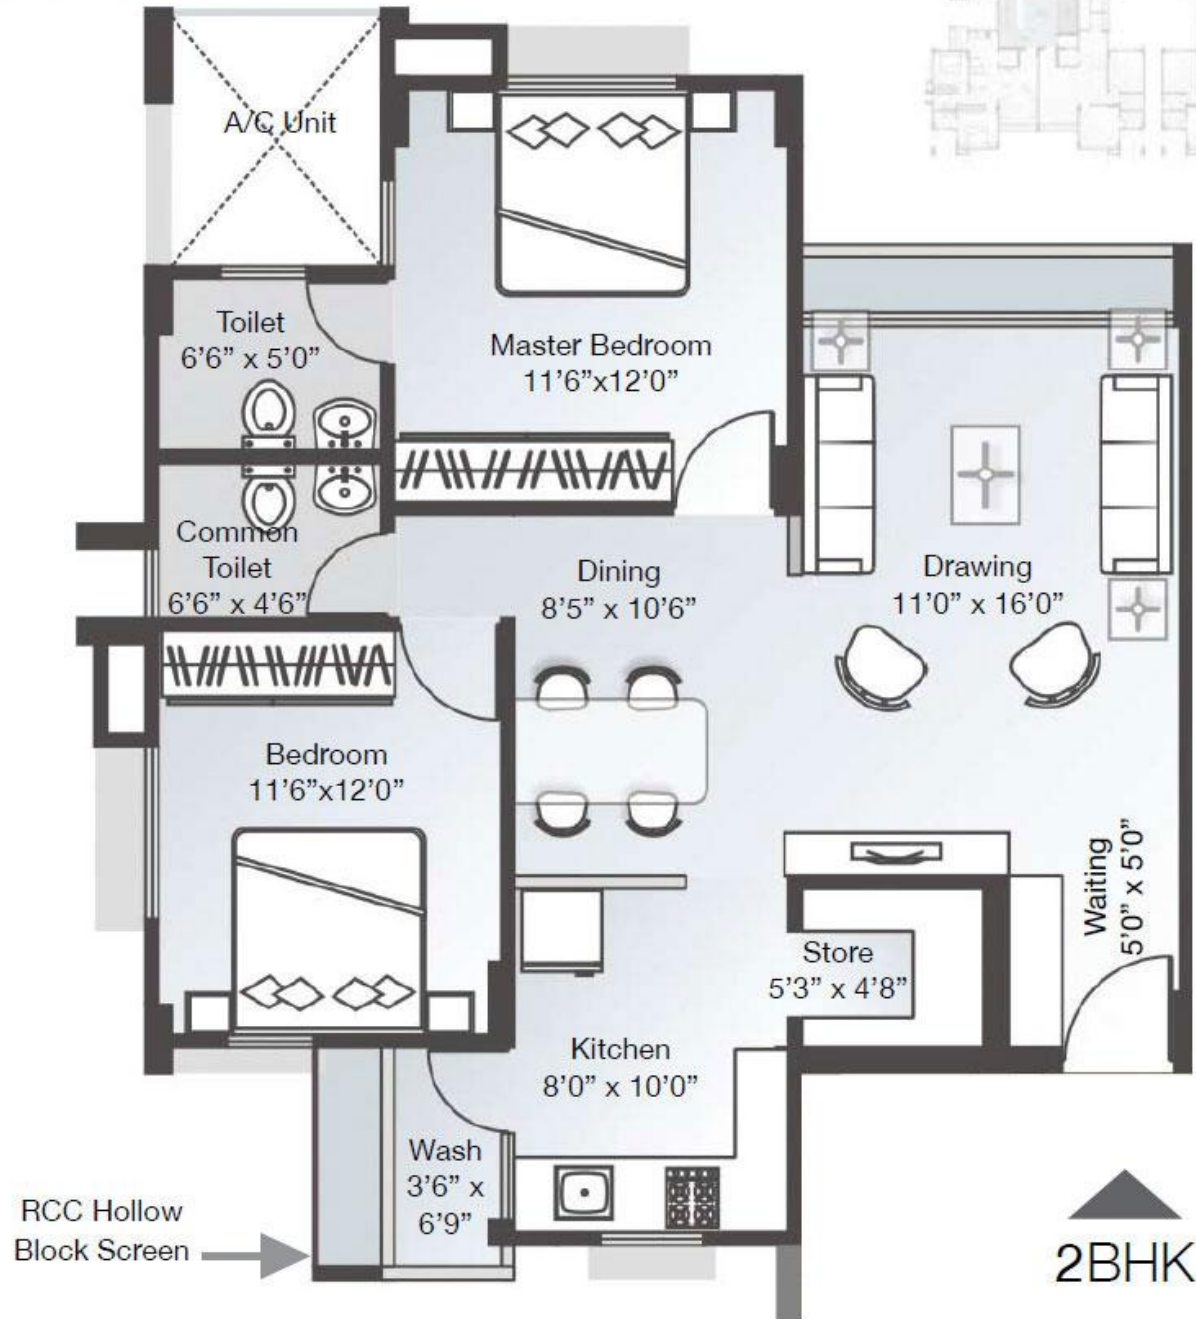 A/C Unit
Toilet
6’6” x 5’0”
Master Bedroom
11’6”x12’0”
Common
Toilet
6’6” x 4’6”
Dining
8’5” x 10’6”
Drawing
11’0” x 16’0”
Bedroom
11’6”x12’0”
Waiting
5’0” x 5’0”
Store
5’3” x 4’8”
Kitchen
8’0” x 10’0”
Wash
3’6” x
6’9”
RCC Hollow
Block Screen
2BHK